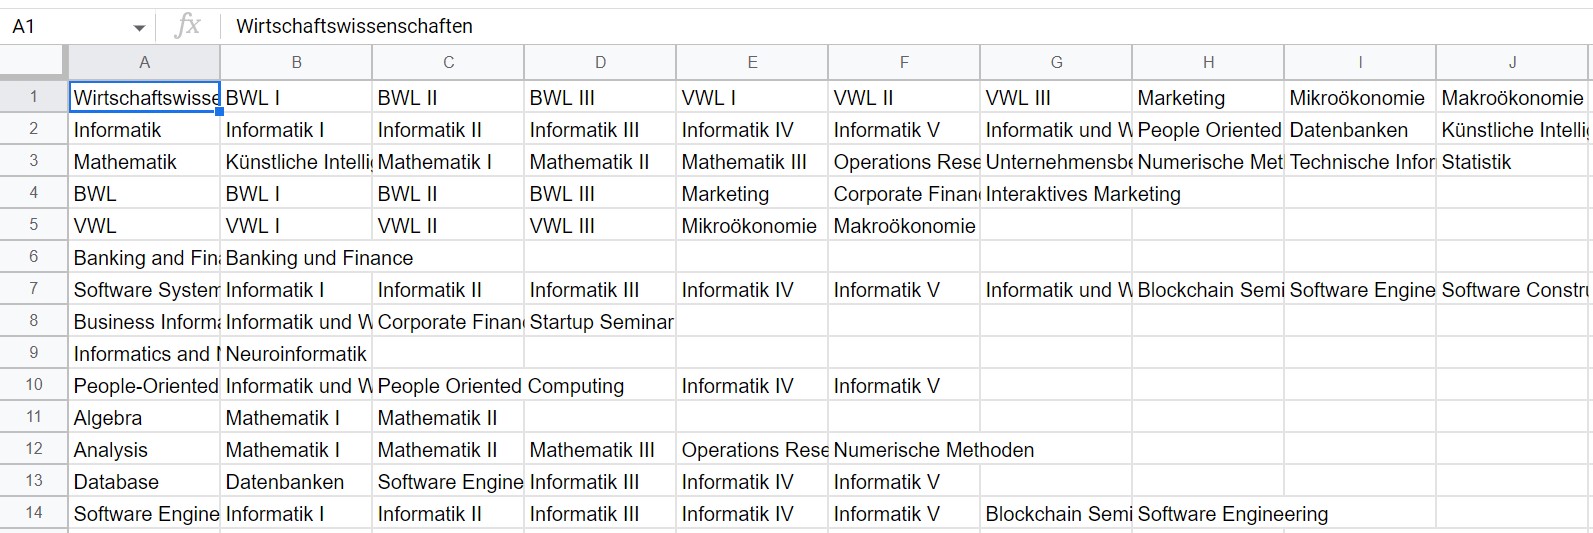 A1 fx Wirtschaftswissenschaften
A B C D E F G H I J
1 Wirtschaftswisse BWL I BWL II BWL III VWL I VWL II VWL III Marketing Mikroökonomie Makroökonomie
2 Informatik Informatik I Informatik II Informatik III Informatik IV Informatik V Informatik und W People Oriented Datenbanken Künstliche Intelli
3 Mathematik Künstliche Intelli Mathematik I Mathematik II Mathematik III Operations Rese Unternehmensbe Numerische Met Technische Infor Statistik
4 BWL BWL I BWL II BWL III Marketing Corporate Finan Interaktives Marketing
5 VWL VWL I VWL II VWL III Mikroökonomie Makroökonomie
6 Banking and Fina Banking und Finance
7 Software System Informatik I Informatik II Informatik III Informatik IV Informatik V Informatik und W Blockchain Semi Software Engine Software Constru
8 Business Informa Informatik und W Corporate Finan Startup Seminar
9 Informatics and N Neuroinformatik
10 People-Oriented Informatik und W People Oriented Computing Informatik IV Informatik V
11 Algebra Mathematik I Mathematik II
12 Analysis Mathematik I Mathematik II Mathematik III Operations Rese Numerische Methoden
13 Database Datenbanken Software Engine Informatik III Informatik IV Informatik V
14 Software Engine Informatik I Informatik II Informatik III Informatik IV Informatik V Blockchain Semi Software Engineering